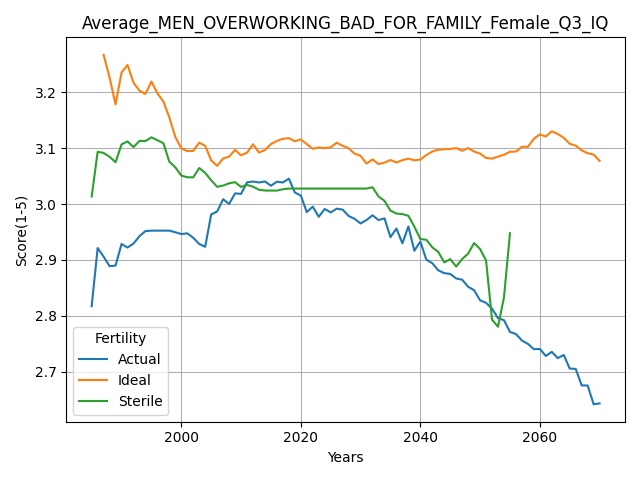 Average_MEN_OVERWORKING_BAD_FOR_FAMILY_Female_Q3_IQ
Score(1-5)
3.2
3.1
3.0
2.9
2.8
2.7
Fertility
Actual
Ideal
Sterile
2000
2020
2040
2060
Years